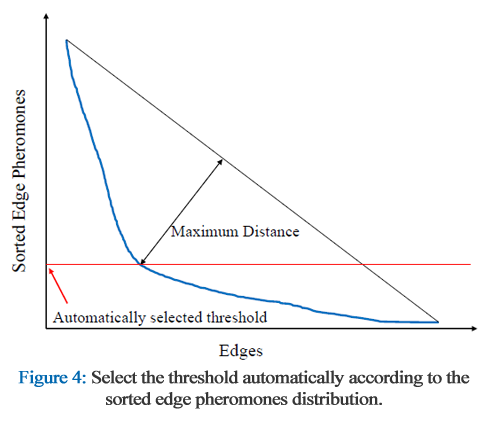 Sorted Edge Pheromones
Maximum Distance
Automatically selected threshold
Edges
Figure 4: Select the threshold automatically according to the
sorted edge pheromones distribution.